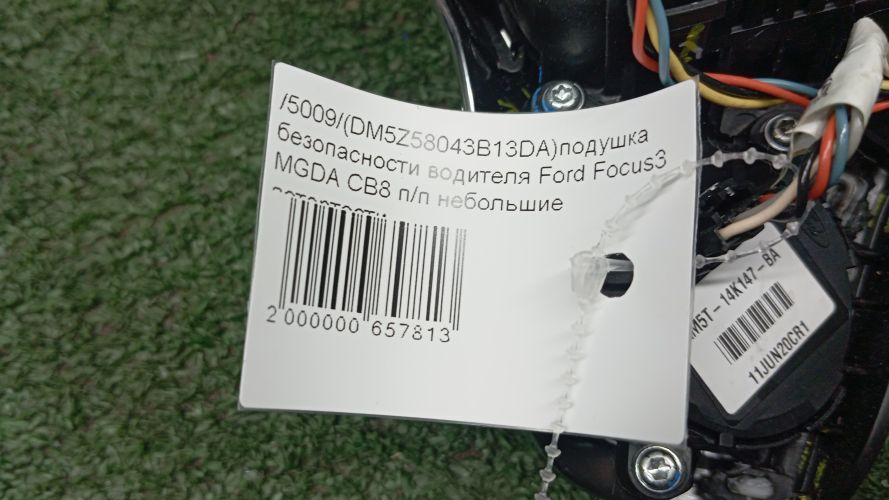 /5009/(DM5Z58043B13DA)подушка
безопасности водителя Ford Focus3
MGDA CB8 п/п небольшие
2 000000 657813
M5T-14K147-BA
11JUN20CR1